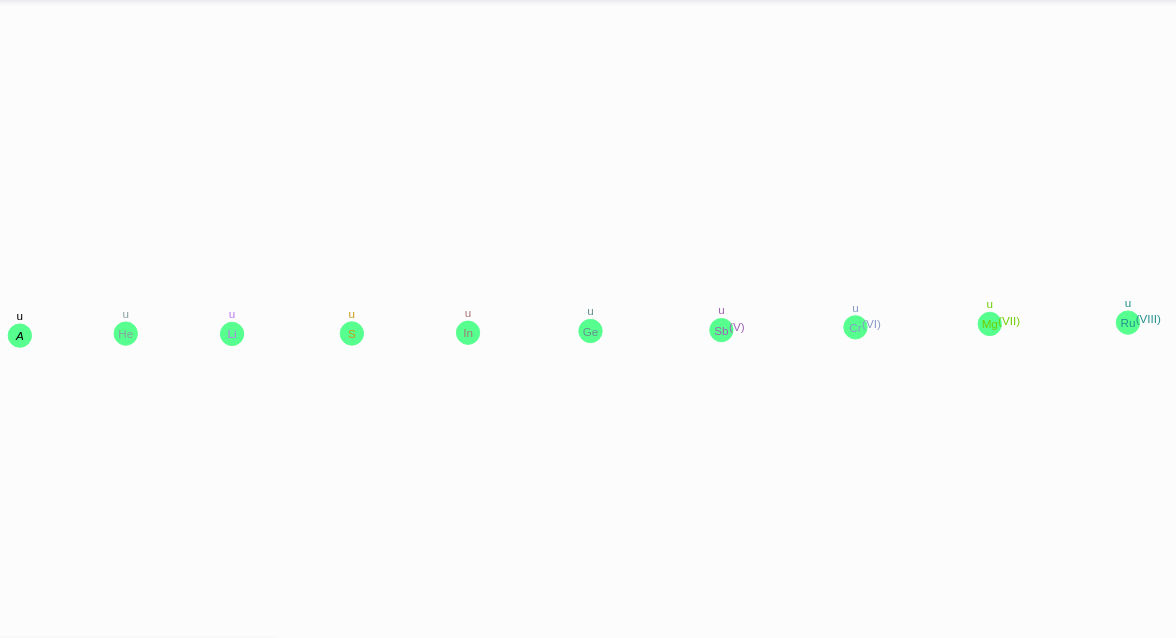 u u u u u u u u u u
A He Li S In Ge Sb(V) Cr(VI) Mg(VII) Ru(VIII)